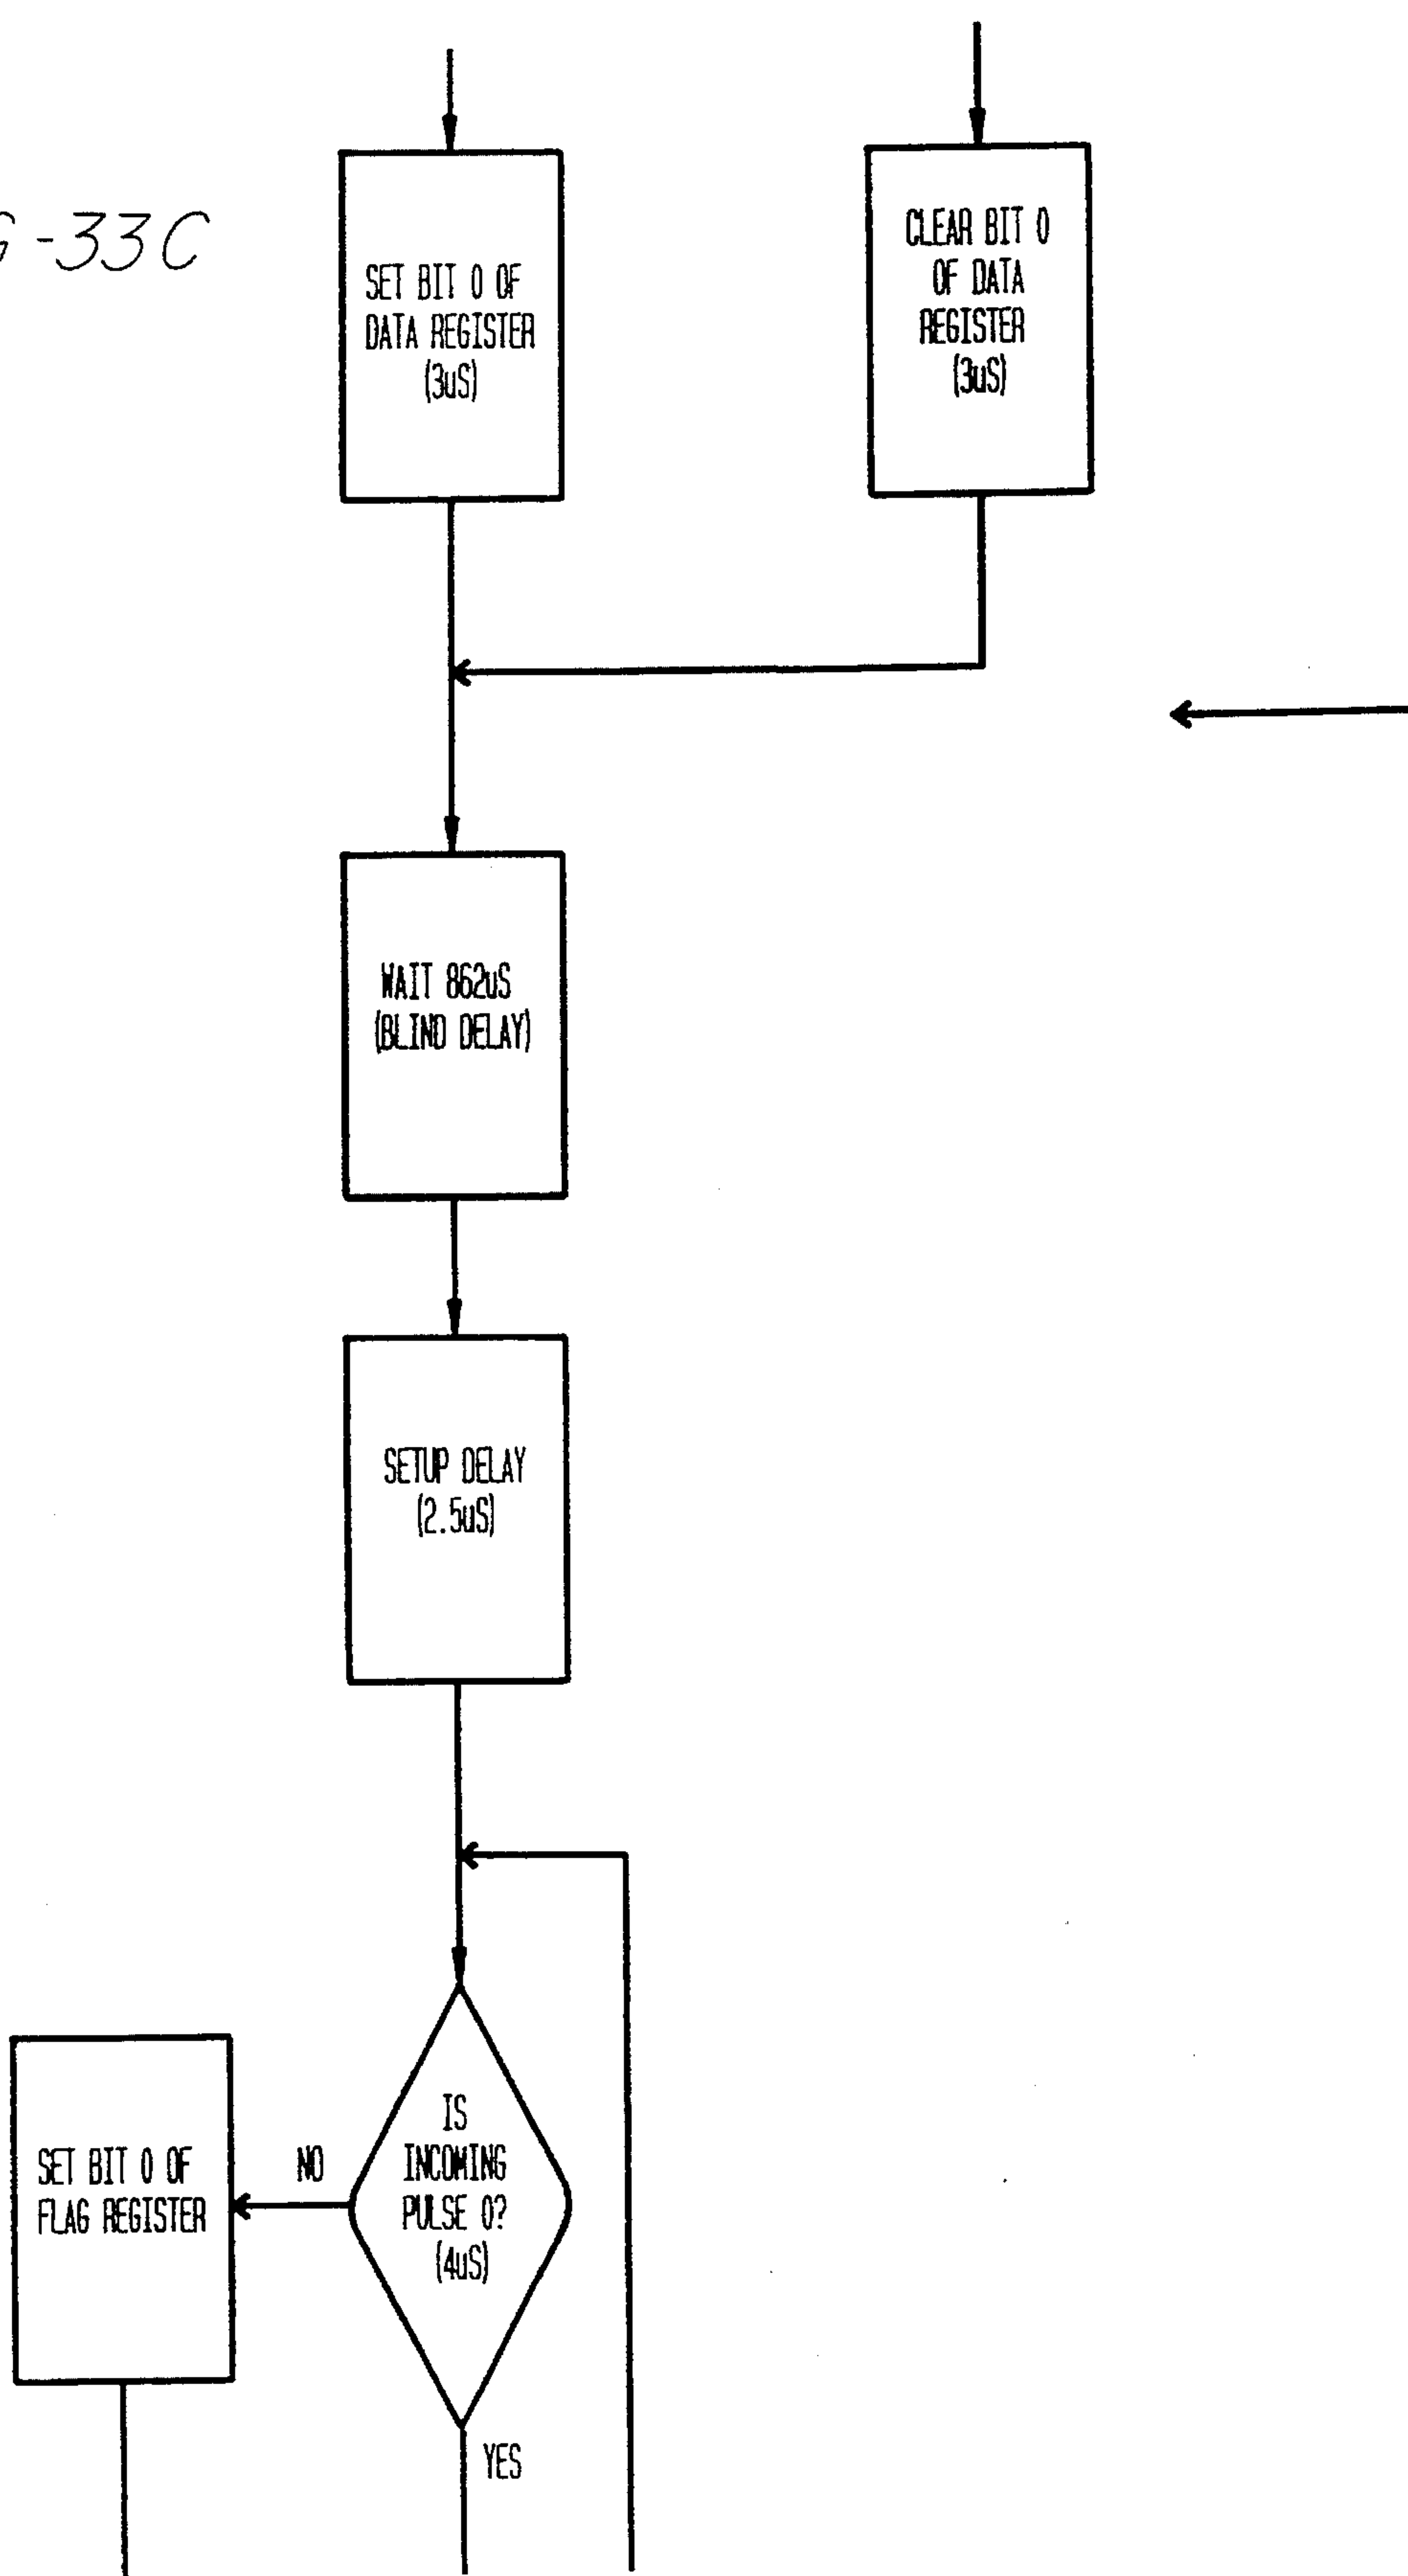 -33C
SET BIT 0 OF
DATA REGISTER
(3uS)
CLEAR BIT 0
OF DATA
REGISTER
(3uS)
WAIT 862uS
(BLIND DELAY)
SETUP DELAY
(2.5uS)
IS
INCOMING
PULSE 0?
(4uS)
NO
SET BIT 0 OF
FLAG REGISTER
YES